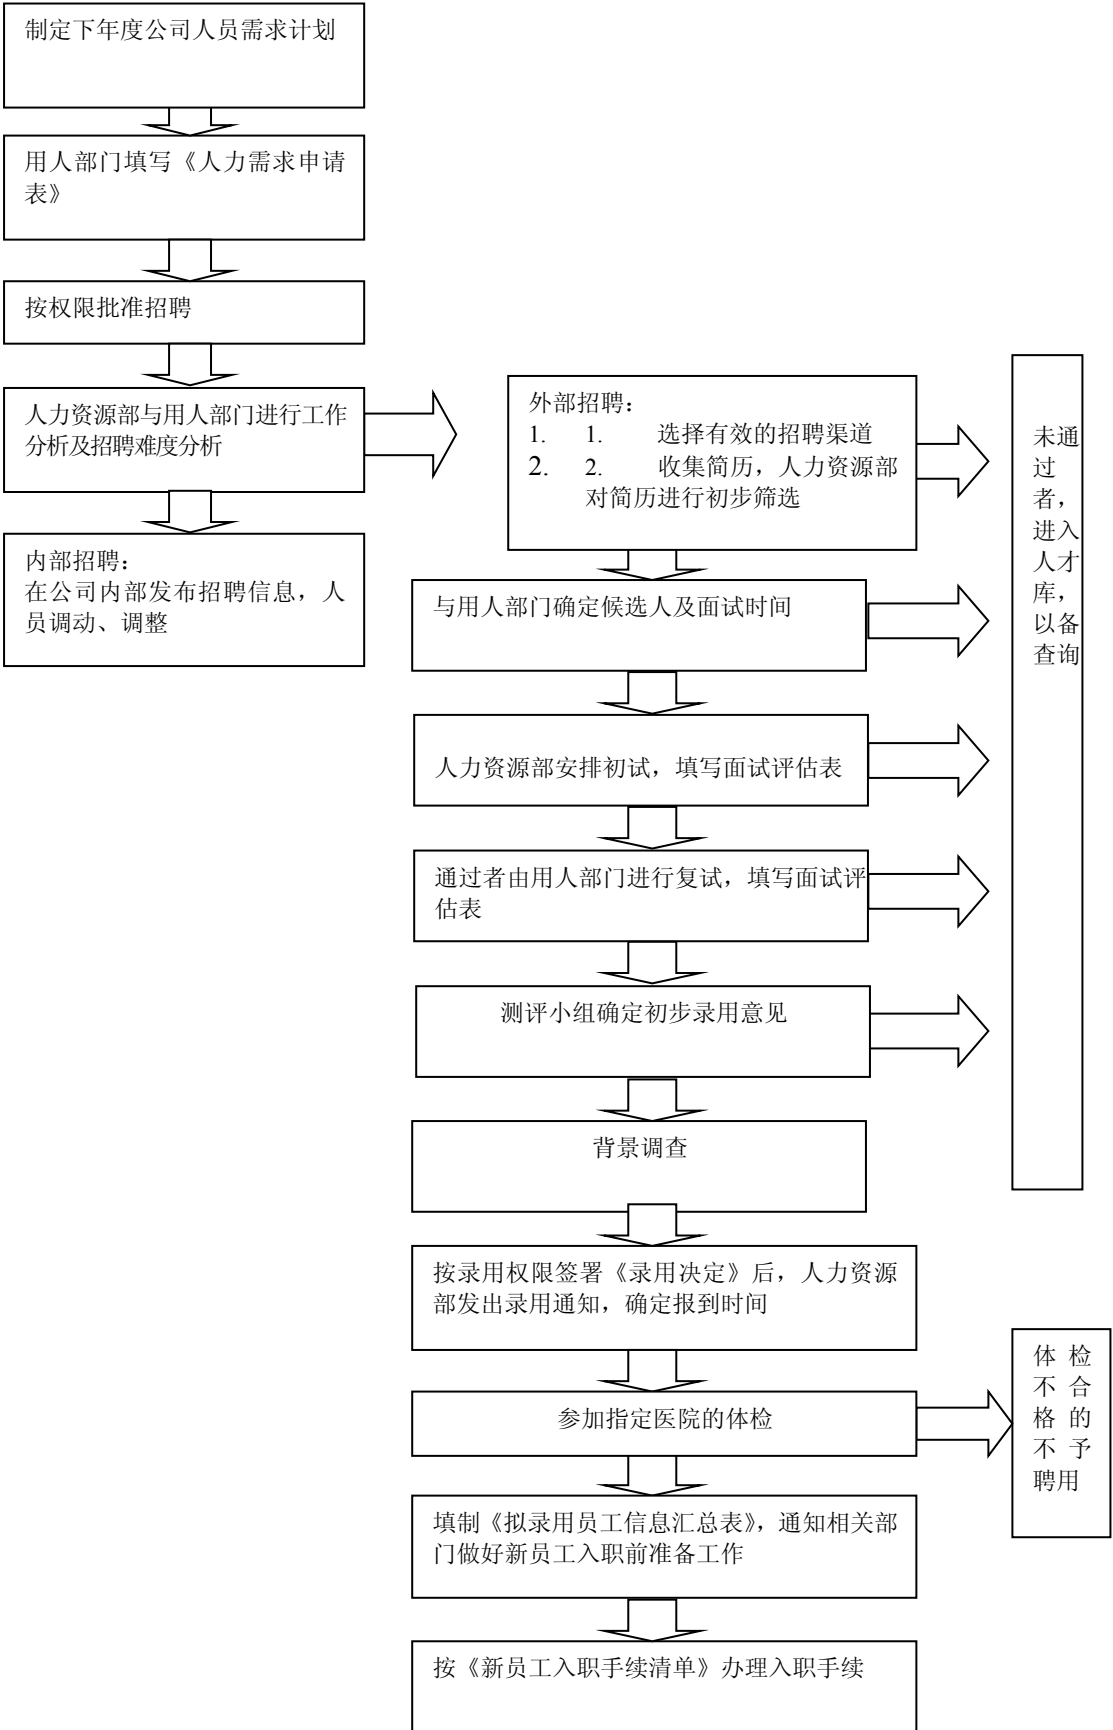 制定下年度公司人员需求计划
用人部门填写《人力需求申请
表》
按权限批准招聘
人力资源部与用人部门进行工作
分析及招聘难度分析
内部招聘：
在公司内部发布招聘信息，人
员调动、调整
外部招聘：
1. 1. 选择有效的招聘渠道
2. 2. 收集简历，人力资源部
对简历进行初步筛选
与用人部门确定候选人及面试时间
人力资源部安排初试，填写面试评估表
通过者由用人部门进行复试，填写面试评
估表
测评小组确定初步录用意见
背景调查
按录用权限签署《录用决定》后，人力资源
部发出录用通知，确定报到时间
参加指定医院的体检
填制《拟录用员工信息汇总表》，通知相关部
门做好新员工入职前准备工作
按《新员工入职手续清单》办理入职手续
未通
过
者，
进入
人才
库，
以备
查询
体 检
不 合
格 的
不 予
聘用